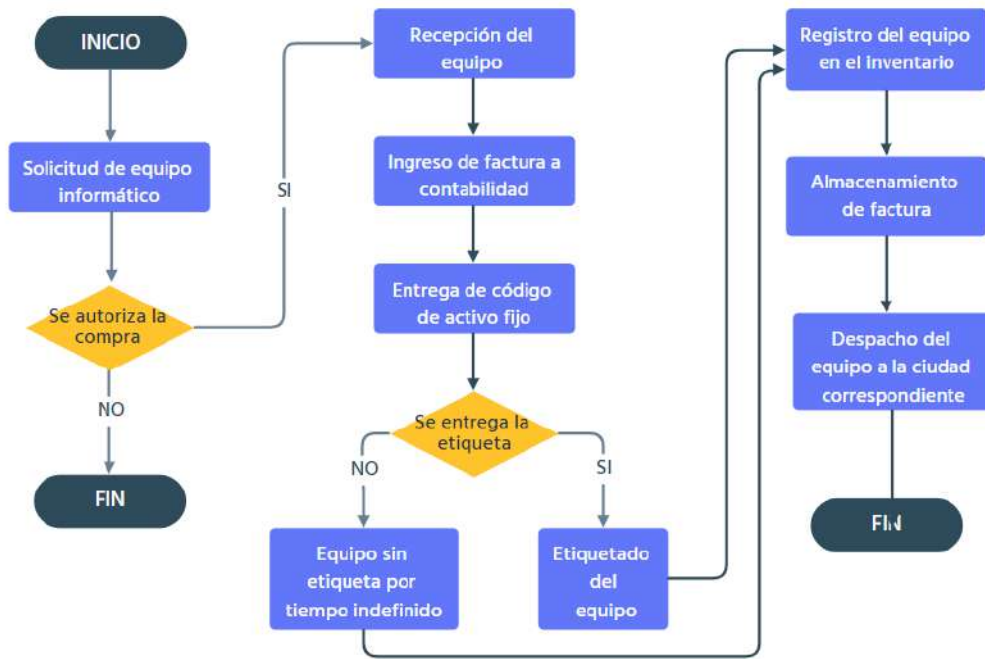 INICIO
Solicitud de equipo
informático
Se autoriza la
compra
NO
FIN
SI
Recepción del
equipo
Ingreso de factura a
contabilidad
Entrega de código
de activo fijo
Se entrega la
etiqueta
NO
SI
Equipo sin
etiqueta por
tiempo indefinido
Etiquetado
del
equipo
Registro del equipo
en el inventario
Almacenamiento
de factura
Despacho del
equipo a la ciudad
correspondiente
FIN